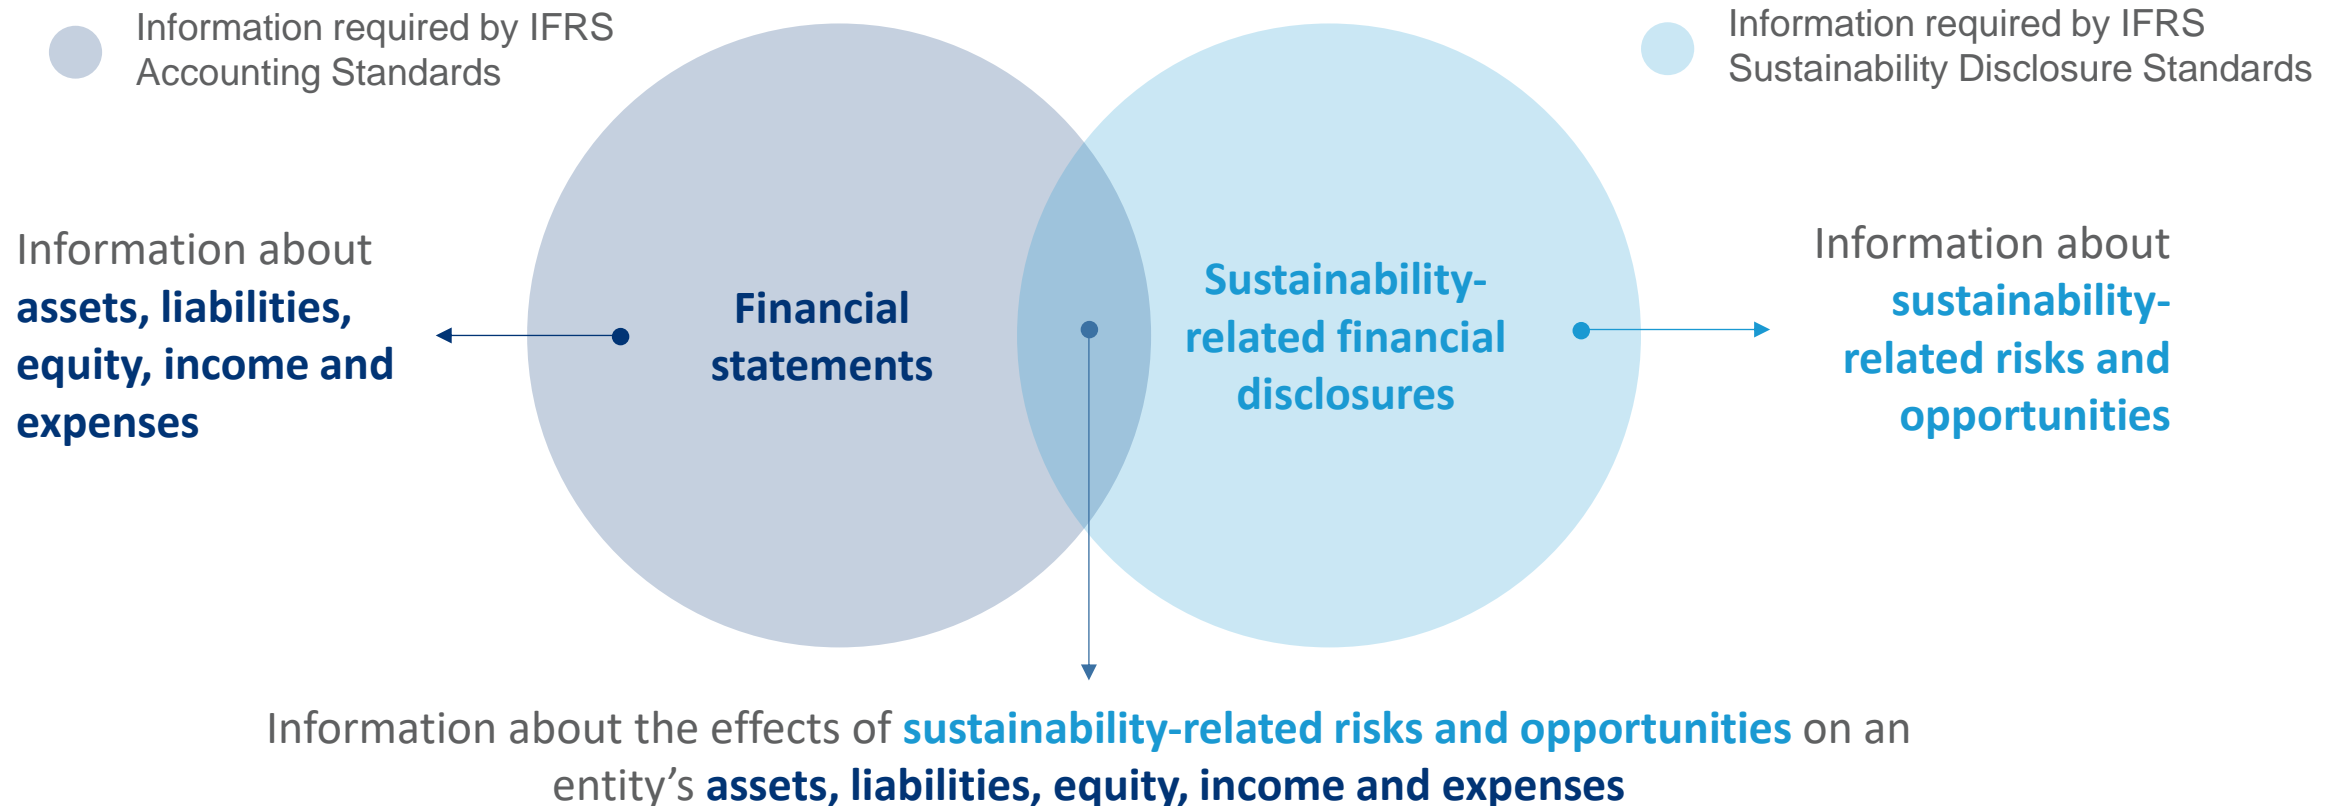 Information required by IFRS
Accounting Standards
Information required by IFRS
Sustainability Disclosure Standards
Information about
assets, liabilities,
equity, income and
expenses
Financial
statements
Sustainability-
related financial
disclosures
Information about
sustainability-
related risks and
opportunities
Information about the effects of sustainability-related risks and opportunities on an
entity’s assets, liabilities, equity, income and expenses